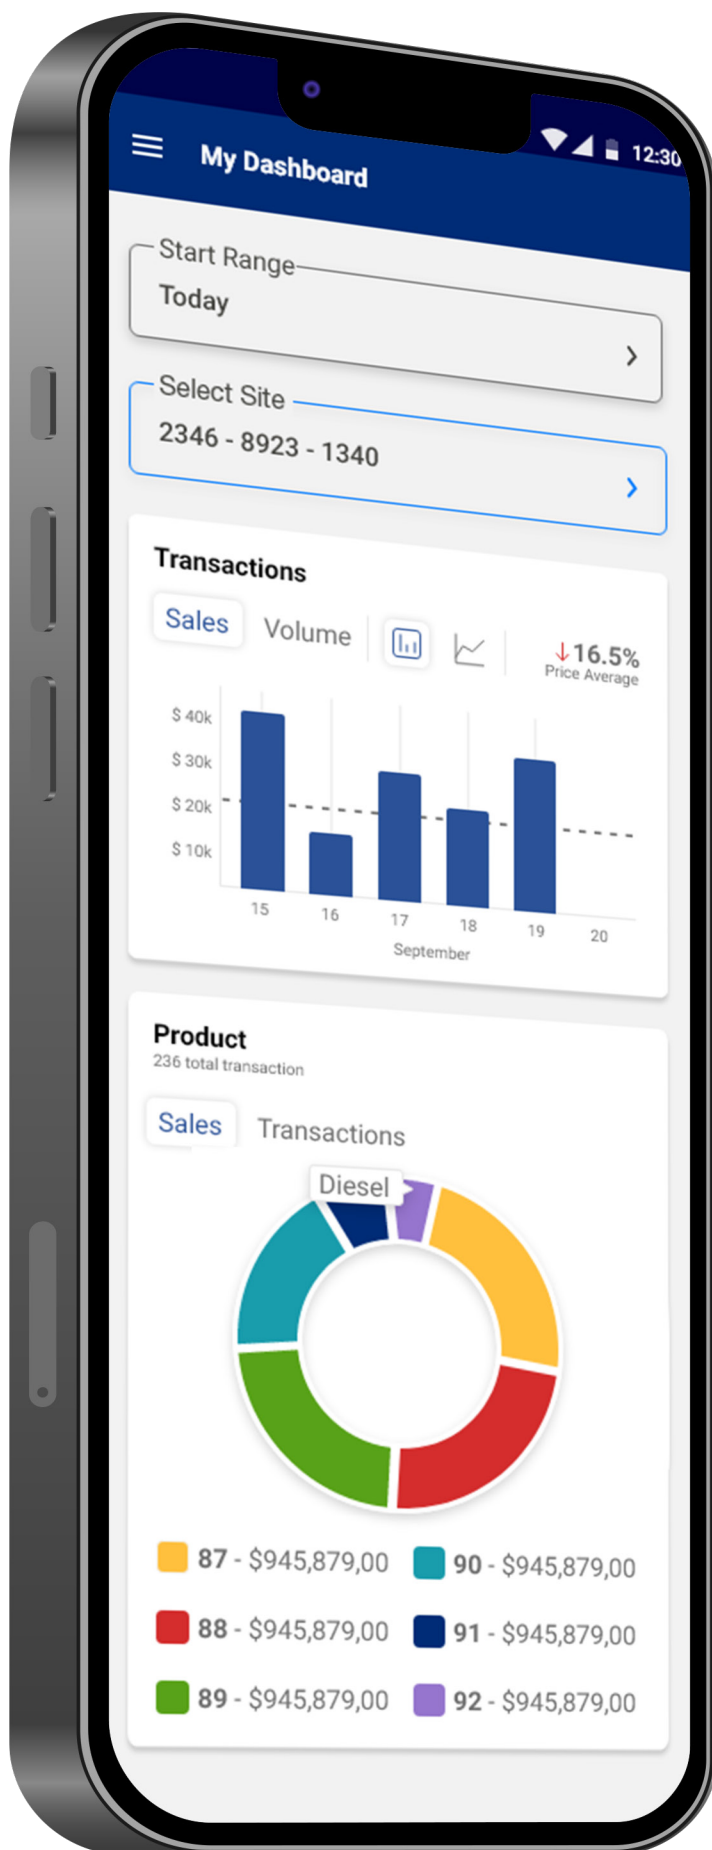 12:30
My Dashboard
Start Range
Today
Select Site
2346 - 8923 - 1340
Transactions
Sales Volume
16.5%
Price Average
$ 40k
$ 30k
$ 20k
$ 10k
15 16 17 18 19 20
September
Product
236 total transaction
Sales Transactions
Diesel
87 - $945,879,00 90 - $945,879,00
88 - $945,879,00 91 - $945,879,00
89 - $945,879,00 92 - $945,879,00